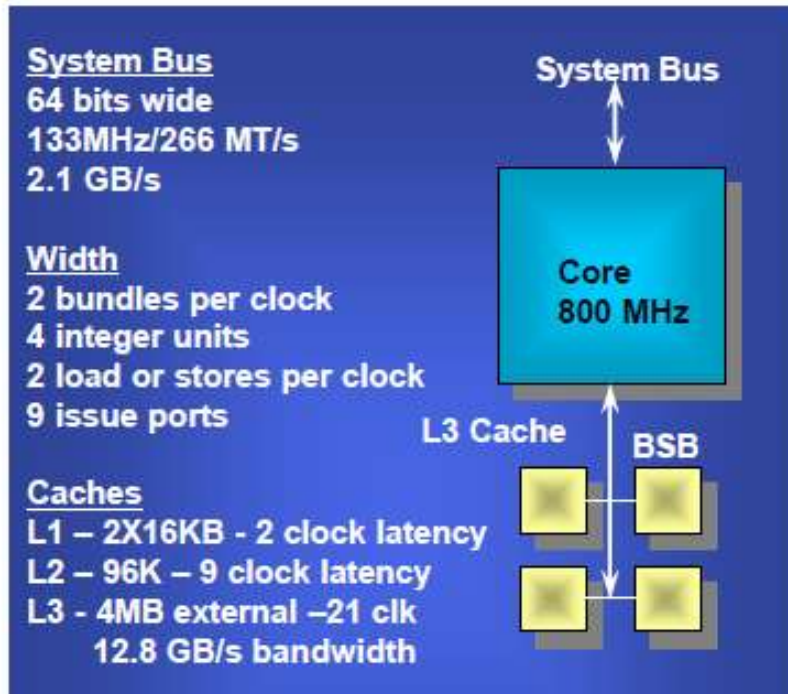 System Bus
64 bits wide
133MHz/266 MT/s
2.1 GB/s
Width
2 bundles per clock
4 integer units
2 load or stores per clock
9 issue ports
Caches
L1 – 2X16KB - 2 clock latency
L2 – 96K – 9 clock latency
L3 - 4MB external –21 clk
12.8 GB/s bandwidth
System Bus
Core
800 MHz
L3 Cache
BSB